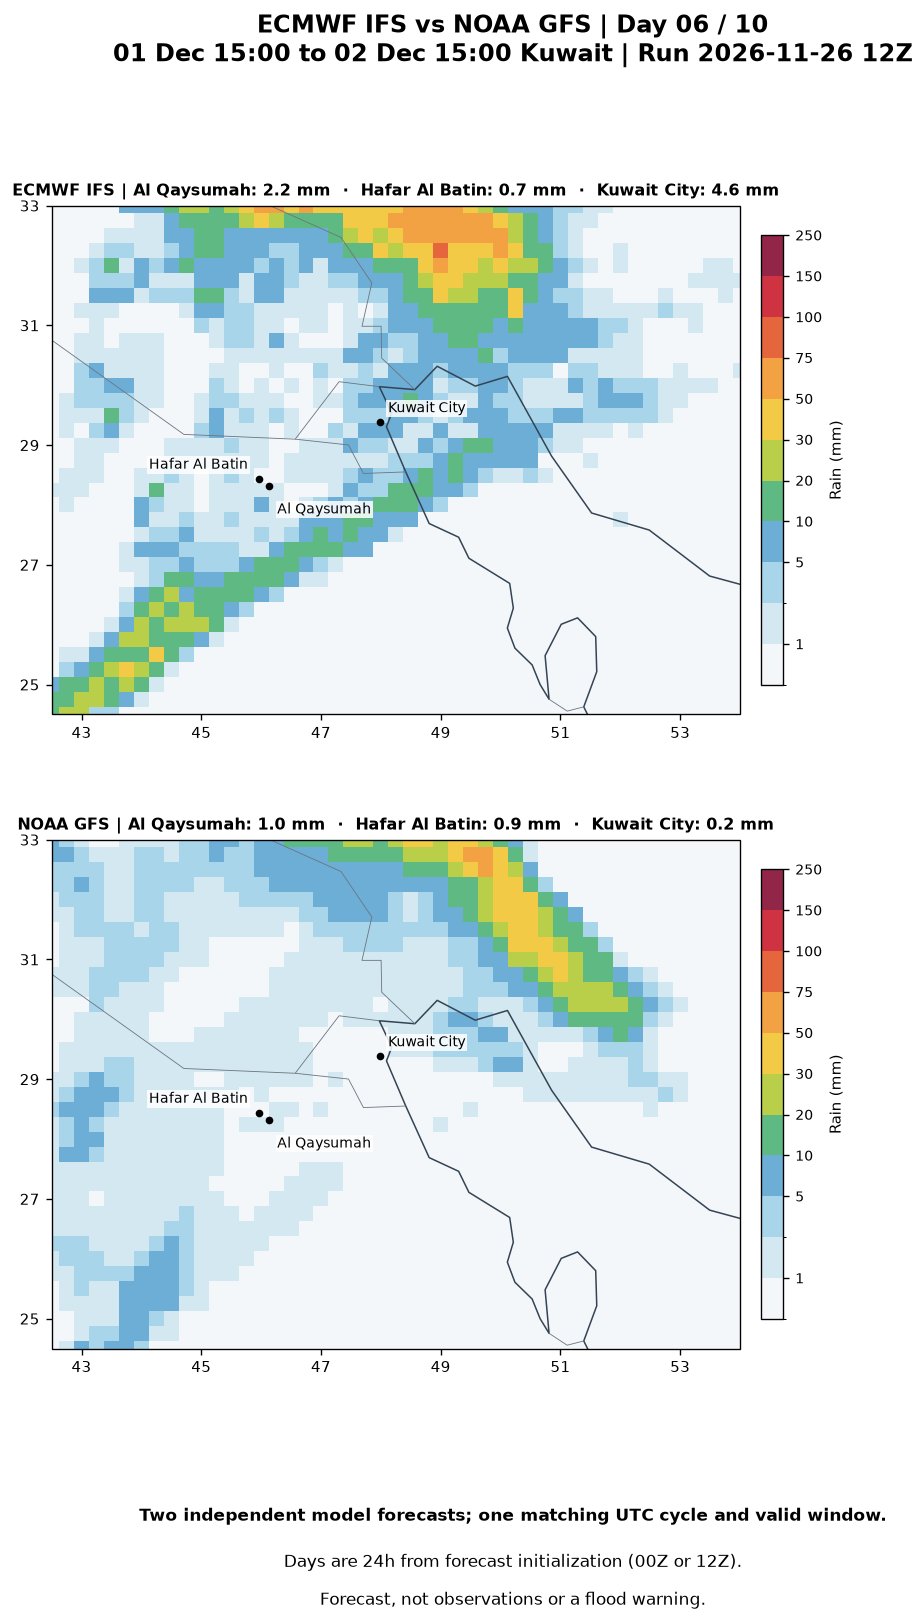 ECMWF IFS vs NOAA GFS | Day 06 / 10
01 Dec 15:00 to 02 Dec 15:00 Kuwait | Run 2026-11-26 12Z
ECMWF IFS | Al Qaysumah: 2.2 mm · Hafar Al Batin: 0.7 mm · Kuwait City: 4.6 mm
33
31
29
27
25
43 45 47 49 51 53
Kuwait City
Hafar Al Batin
Al Qaysumah
250
150
100
75
50
30
20
10
5
1
Rain (mm)
NOAA GFS | Al Qaysumah: 1.0 mm · Hafar Al Batin: 0.9 mm · Kuwait City: 0.2 mm
33
31
29
27
25
43 45 47 49 51 53
Kuwait City
Hafar Al Batin
Al Qaysumah
250
150
100
75
50
30
20
10
5
1
Rain (mm)
Two independent model forecasts; one matching UTC cycle and valid window.
Days are 24h from forecast initialization (00Z or 12Z).
Forecast, not observations or a flood warning.